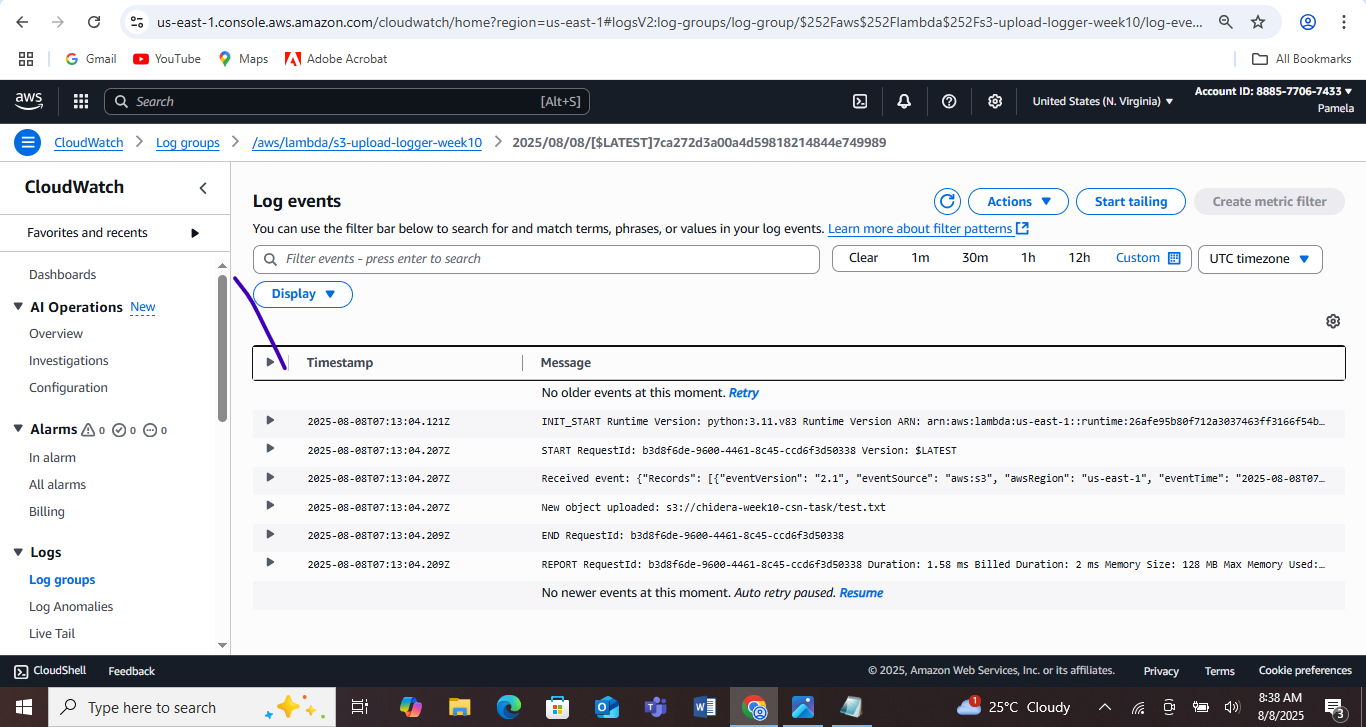 us-east-1.console.aws.amazon.com/cloudwatch/home?region=us-east-1#logsV2:log-groups/log-group/$252Faws$252Flambda$252Fs3-upload-logger-week10/log-eve...
Gmail YouTube Maps Adobe Acrobat All Bookmarks
aws Search [Alt+S] United States (N. Virginia) Account ID: 8885-7706-7433
Pamela
CloudWatch Log groups /aws/lambda/s3-upload-logger-week10 2025/08/08/[$LATEST]7ca272d3a00a4d59818214844e749989
CloudWatch
Favorites and recents
Dashboards
AI Operations New
Overview
Investigations
Configuration
Alarms 0 0 0
In alarm
All alarms
Billing
Logs
Log groups
Log Anomalies
Live Tail
Log events
Actions Start tailing Create metric filter
You can use the filter bar below to search for and match terms, phrases, or values in your log events. Learn more about filter patterns
Filter events - press enter to search Clear 1m 30m 1h 12h Custom UTC timezone
Display
Timestamp Message
No older events at this moment. Retry
2025-08-08T07:13:04.121Z INIT_START Runtime Version: python:3.11.v83 Runtime Version ARN: arn:aws:lambda:us-east-1::runtime:26afe95b80f712a3037463ff3166f54b...
2025-08-08T07:13:04.207Z START RequestId: b3d8f6de-9600-4461-8c45-ccd6f3d50338 Version: $LATEST
2025-08-08T07:13:04.207Z Received event: {"Records": [{"eventVersion": "2.1", "eventSource": "aws:s3", "awsRegion": "us-east-1", "eventTime": "2025-08-08T07...
2025-08-08T07:13:04.207Z New object uploaded: s3://chidera-week10-csn-task/test.txt
2025-08-08T07:13:04.209Z END RequestId: b3d8f6de-9600-4461-8c45-ccd6f3d50338
2025-08-08T07:13:04.209Z REPORT RequestId: b3d8f6de-9600-4461-8c45-ccd6f3d50338 Duration: 1.58 ms Billed Duration: 2 ms Memory Size: 128 MB Max Memory Used:...
No newer events at this moment. Auto retry paused. Resume
CloudShell Feedback © 2025, Amazon Web Services, Inc. or its affiliates. Privacy Terms Cookie preferences
Type here to search 1 25°C Cloudy 8:38 AM
8/8/2025 3